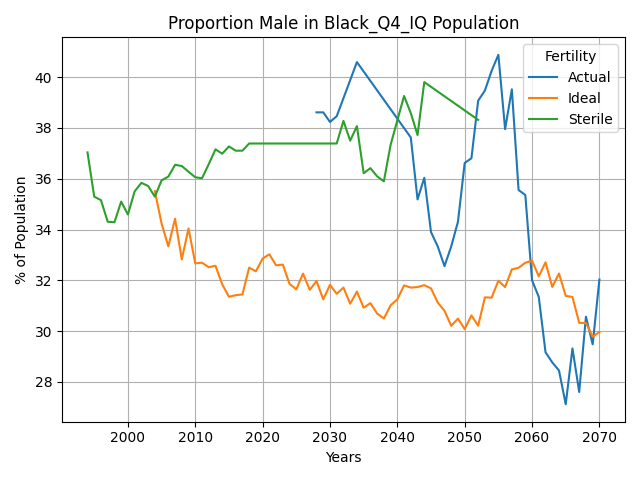 Proportion Male in Black_Q4_IQ Population
Fertility
Actual
Ideal
Sterile
% of Population
40
38
36
34
32
30
28
2000
2010
2020
2030
2040
2050
2060
2070
Years